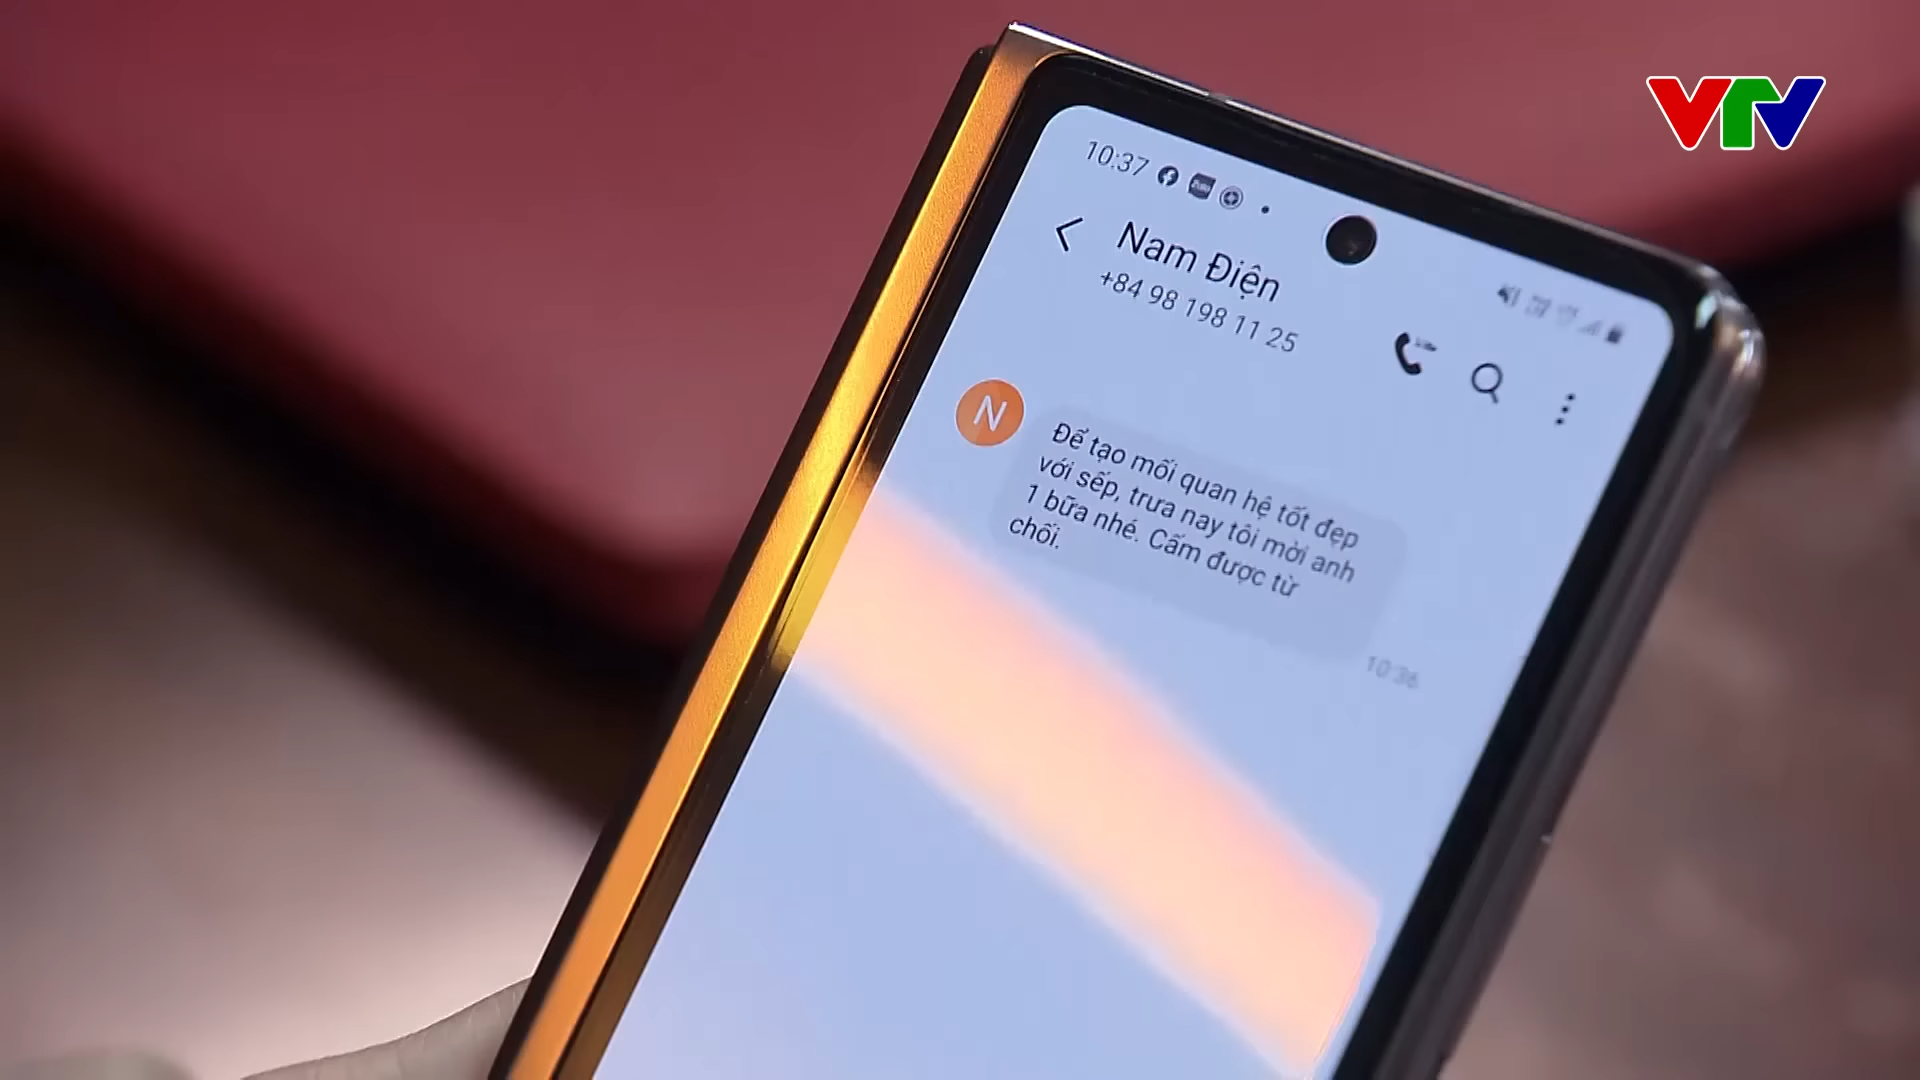 VTV
10:37
Nam Điện
+84 98 198 11 25
N
Để tạo mối quan hệ tốt đẹp
với sếp, trưa nay tôi mời anh
1 bữa nhé. Cấm được từ
chối.
10:36